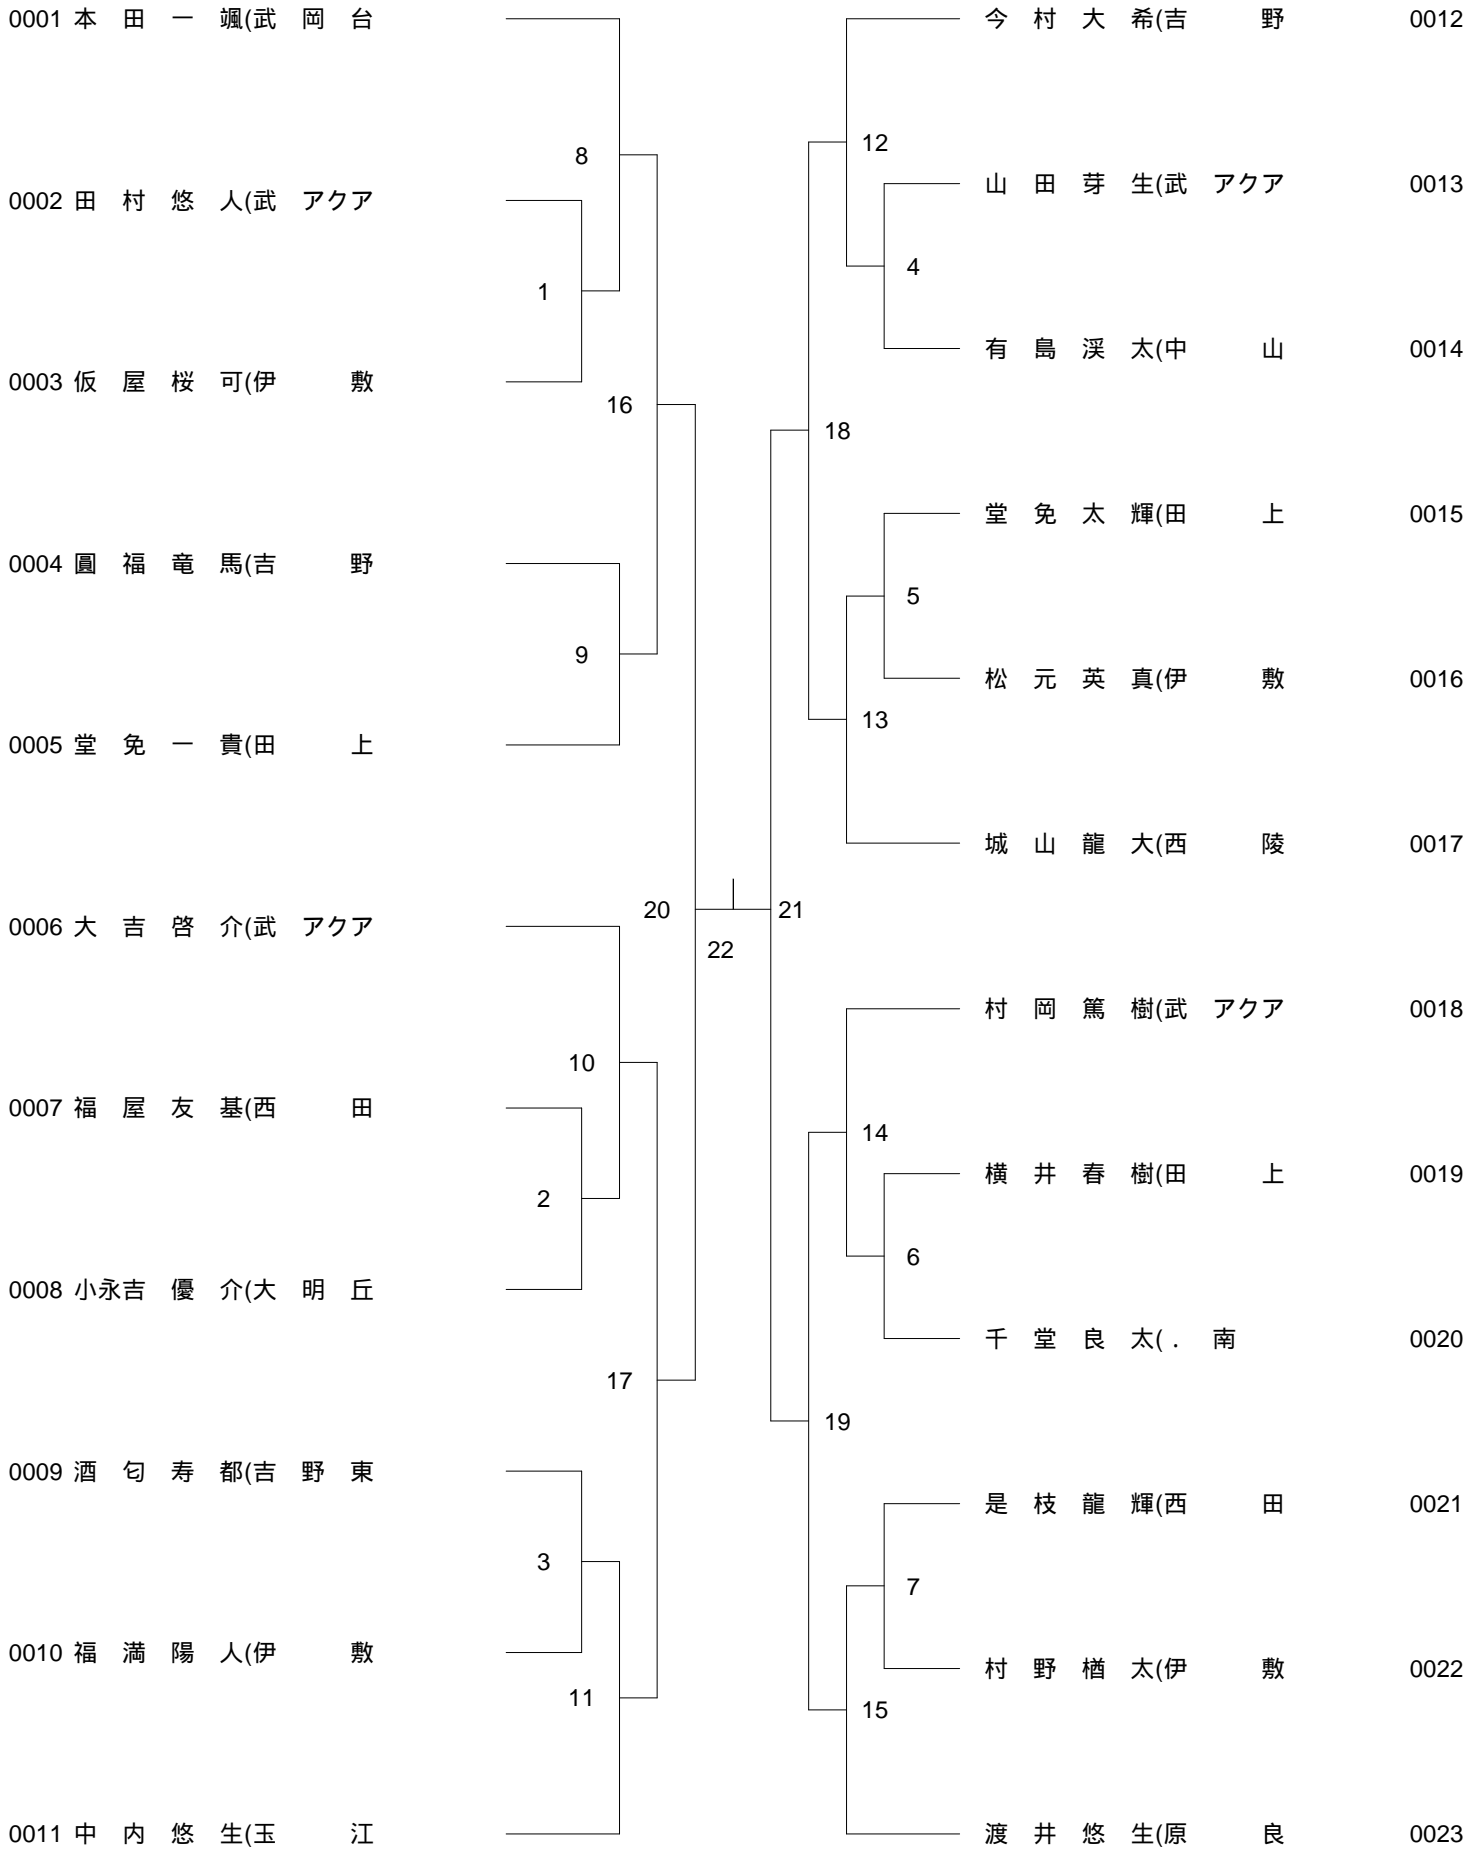 0001 本 田 一 颯(武 岡 台
0002 田 村 悠 人(武 アクア
0003 仮 屋 桜 可(伊 敷
0004 圓 福 竜 馬(吉 野
0005 堂 免 一 貴(田 上
0006 大 吉 啓 介(武 アクア
0007 福 屋 友 基(西 田
0008 小永吉 優 介(大 明 丘
0009 酒 匂 寿 都(吉 野 東
0010 福 満 陽 人(伊 敷
0011 中 内 悠 生(玉 江
8
1
16
9
20
22
10
2
17
3
11
今 村 大 希(吉 野 0012
山 田 芽 生(武 アクア 0013
有 島 渓 太(中 山 0014
堂 免 太 輝(田 上 0015
松 元 英 真(伊 敷 0016
城 山 龍 大(西 陵 0017
村 岡 篤 樹(武 アクア 0018
横 井 春 樹(田 上 0019
千 堂 良 太(. 南 0020
是 枝 龍 輝(西 田 0021
村 野 楢 太(伊 敷 0022
渡 井 悠 生(原 良 0023
12
4
18
5
13
21
14
6
19
7
15